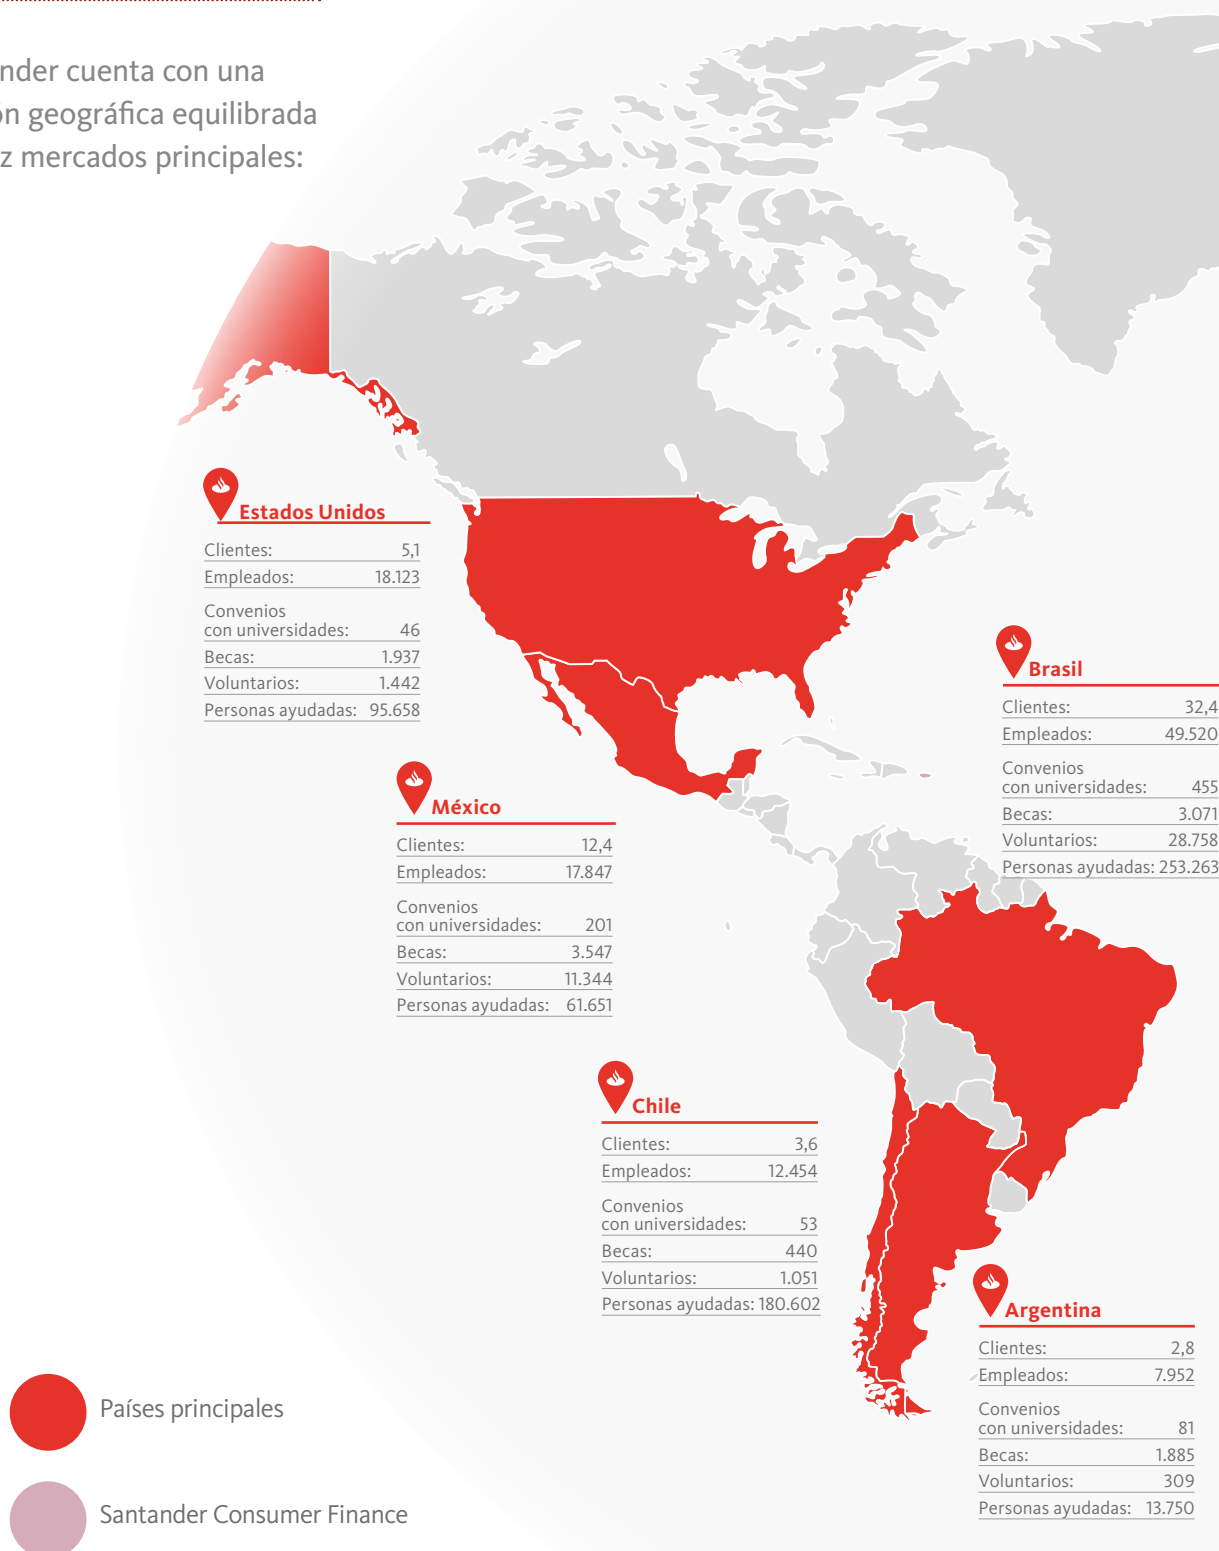 nder cuenta con una
ón geográfica equilibrada
z mercados principales:
Estados Unidos
Clientes: 5,1
Empleados: 18.123
Convenios
con universidades: 46
Becas: 1.937
Voluntarios: 1.442
Personas ayudadas: 95.658
Brasil
Clientes: 32,4
Empleados: 49.520
Convenios
con universidades: 455
Becas: 3.071
Voluntarios: 28.758
Personas ayudadas: 253.263
México
Clientes: 12,4
Empleados: 17.847
Convenios
con universidades: 201
Becas: 3.547
Voluntarios: 11.344
Personas ayudadas: 61.651
Chile
Clientes: 3,6
Empleados: 12.454
Convenios
con universidades: 53
Becas: 440
Voluntarios: 1.051
Personas ayudadas: 180.602
Argentina
Clientes: 2,8
Empleados: 7.952
Convenios
con universidades: 81
Becas: 1.885
Voluntarios: 309
Personas ayudadas: 13.750
Países principales
Santander Consumer Finance